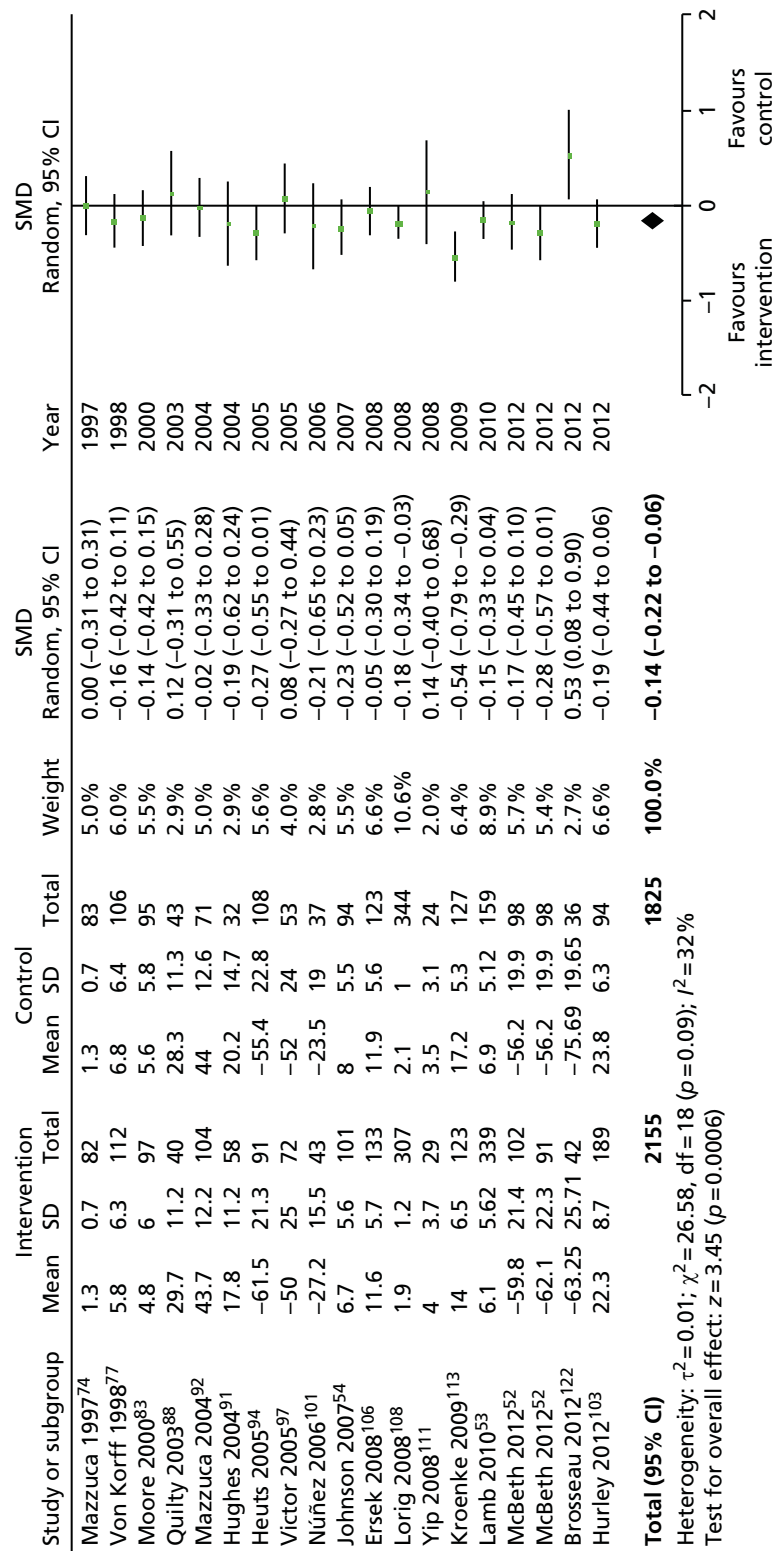 Intervention Control SMD SMD
Study or subgroup Mean SD Total Mean SD Total Weight Random, 95% CI Year Random, 95% CI
Mazzuca 1997⁷⁴ 1.3 0.7 82 1.3 0.7 83 5.0% 0.00 (−0.31 to 0.31) 1997
Von Korff 1998⁷⁷ 5.8 6.3 112 6.8 6.4 106 6.0% −0.16 (−0.42 to 0.11) 1998
Moore 2000⁸³ 4.8 6 97 5.6 5.8 95 5.5% −0.14 (−0.42 to 0.15) 2000
Quilty 2003⁸⁸ 29.7 11.2 40 28.3 11.3 43 2.9% 0.12 (−0.31 to 0.55) 2003
Mazzuca 2004⁹² 43.7 12.2 104 44 12.6 71 5.0% −0.02 (−0.33 to 0.28) 2004
Hughes 2004⁹¹ 17.8 11.2 58 20.2 14.7 32 2.9% −0.19 (−0.62 to 0.24) 2004
Heuts 2005⁹⁴ −61.5 21.3 91 −55.4 22.8 108 5.6% −0.27 (−0.55 to 0.01) 2005
Victor 2005⁹⁷ −50 25 72 −52 24 53 4.0% 0.08 (−0.27 to 0.44) 2005
Núñez 2006¹⁰¹ −27.2 15.5 43 −23.5 19 37 2.8% −0.21 (−0.65 to 0.23) 2006
Johnson 2007⁵⁴ 6.7 5.6 101 8 5.5 94 5.5% −0.23 (−0.52 to 0.05) 2007
Ersek 2008¹⁰⁶ 11.6 5.7 133 11.9 5.6 123 6.6% −0.05 (−0.30 to 0.19) 2008
Lorig 2008¹⁰⁸ 1.9 1.2 307 2.1 1 344 10.6% −0.18 (−0.34 to −0.03) 2008
Yip 2008¹¹¹ 4 3.7 29 3.5 3.1 24 2.0% 0.14 (−0.40 to 0.68) 2008
Kroenke 2009¹¹³ 14 6.5 123 17.2 5.3 127 6.4% −0.54 (−0.79 to −0.29) 2009
Lamb 2010⁵³ 6.1 5.62 339 6.9 5.12 159 8.9% −0.15 (−0.33 to 0.04) 2010
McBeth 2012⁵² −59.8 21.4 102 −56.2 19.9 98 5.7% −0.17 (−0.45 to 0.10) 2012
McBeth 2012⁵² −62.1 22.3 91 −56.2 19.9 98 5.4% −0.28 (−0.57 to 0.01) 2012
Brosseau 2012¹²² −63.25 25.71 42 −75.69 19.65 36 2.7% 0.53 (0.08 to 0.90) 2012
Hurley 2012¹⁰³ 22.3 8.7 189 23.8 6.3 94 6.6% −0.19 (−0.44 to 0.06) 2012
Total (95% CI) 2155 1825 100.0% −0.14 (−0.22 to −0.06)
Heterogeneity: τ²=0.01; χ²=26.58, df=18 (p=0.09); I²=32%
Test for overall effect: z=3.45 (p=0.0006)
−2 −1 0 1 2
Favours intervention
Favours control